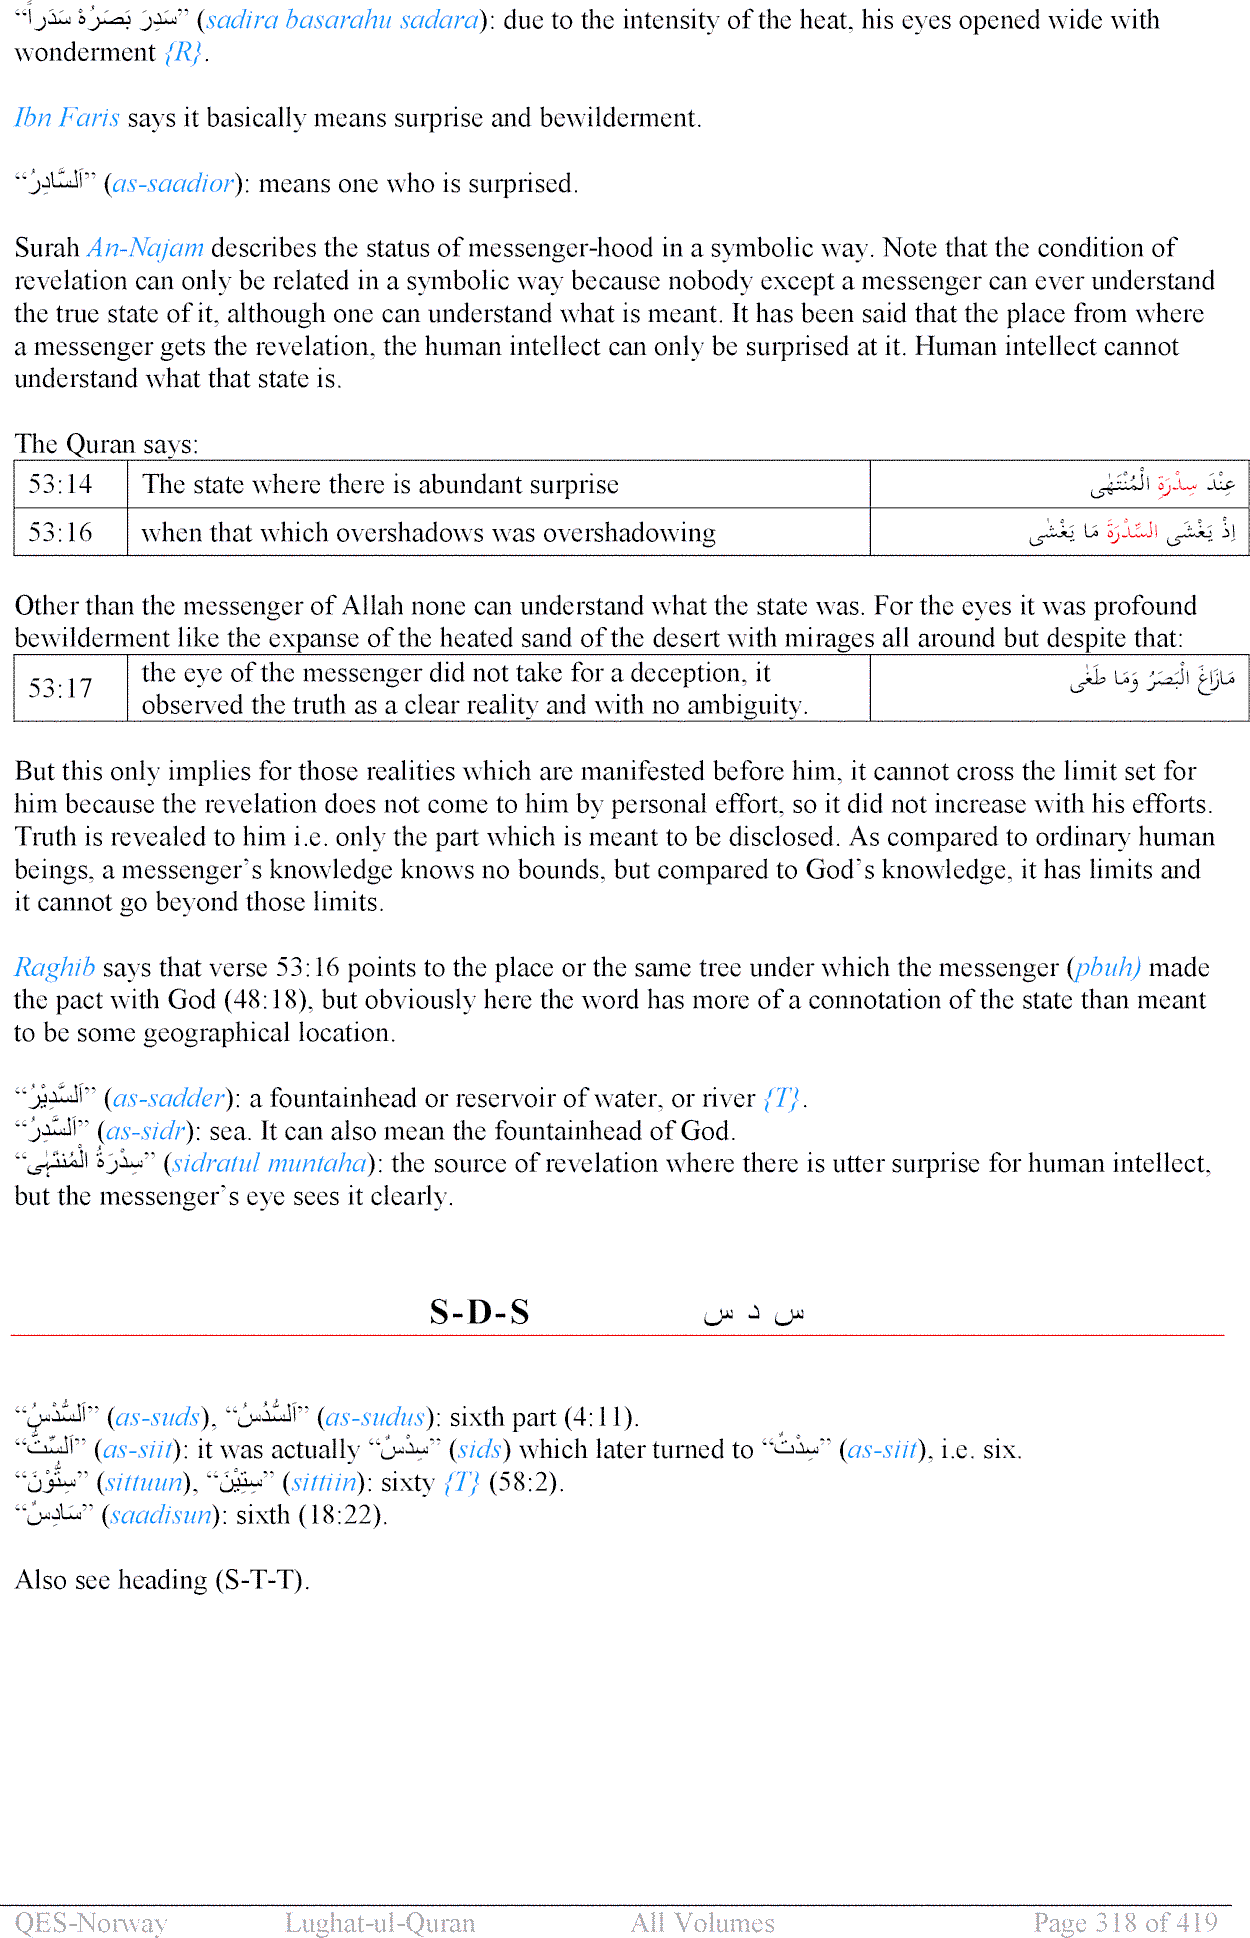 “سَدِرَ بَصَرُهٗ سَدَراً” (sadira basarahu sadara): due to the intensity of the heat, his eyes opened wide with
wonderment {R}.
Ibn Faris says it basically means surprise and bewilderment.
“اَلسَّادِرُ” (as-saadior): means one who is surprised.
Surah An-Najam describes the status of messenger-hood in a symbolic way. Note that the condition of
revelation can only be related in a symbolic way because nobody except a messenger can ever understand
the true state of it, although one can understand what is meant. It has been said that the place from where
a messenger gets the revelation, the human intellect can only be surprised at it. Human intellect cannot
understand what that state is.
The Quran says:
53:14 The state where there is abundant surprise عِنْدَ سِدْرَةِ الْمُنْتَهٰى
53:16 when that which overshadows was overshadowing اِذْ يَغْشَى السِّدْرَةَ مَا يَغْشٰى
Other than the messenger of Allah none can understand what the state was. For the eyes it was profound
bewilderment like the expanse of the heated sand of the desert with mirages all around but despite that:
53:17 the eye of the messenger did not take for a deception, it مَازَاغَ الْبَصَرُ وَمَا طَغٰى
observed the truth as a clear reality and with no ambiguity.
But this only implies for those realities which are manifested before him, it cannot cross the limit set for
him because the revelation does not come to him by personal effort, so it did not increase with his efforts.
Truth is revealed to him i.e. only the part which is meant to be disclosed. As compared to ordinary human
beings, a messenger’s knowledge knows no bounds, but compared to God’s knowledge, it has limits and
it cannot go beyond those limits.
Raghib says that verse 53:16 points to the place or the same tree under which the messenger (pbuh) made
the pact with God (48:18), but obviously here the word has more of a connotation of the state than meant
to be some geographical location.
“اَلسَّدِيْرُ” (as-sadder): a fountainhead or reservoir of water, or river {T}.
“اَلسَّدِرُ” (as-sidr): sea. It can also mean the fountainhead of God.
“سِدْرَةُ الْمُنتَہٰی” (sidratul muntaha): the source of revelation where there is utter surprise for human intellect,
but the messenger’s eye sees it clearly.
S-D-S س د س
“اَلسُّدْسُ” (as-suds), “اَلسُّدُسُ” (as-sudus): sixth part (4:11).
“اَلسِّتُّ” (as-siit): it was actually “سِدْسٌ” (sids) which later turned to “سِدْتٌ” (as-siit), i.e. six.
“سِتُّوْنَ” (sittuun), “سِتِيْنَ” (sittiin): sixty {T} (58:2).
“سَادِسٌ” (saadisun): sixth (18:22).
Also see heading (S-T-T).
QES-Norway Lughat-ul-Quran All Volumes Page 318 of 419